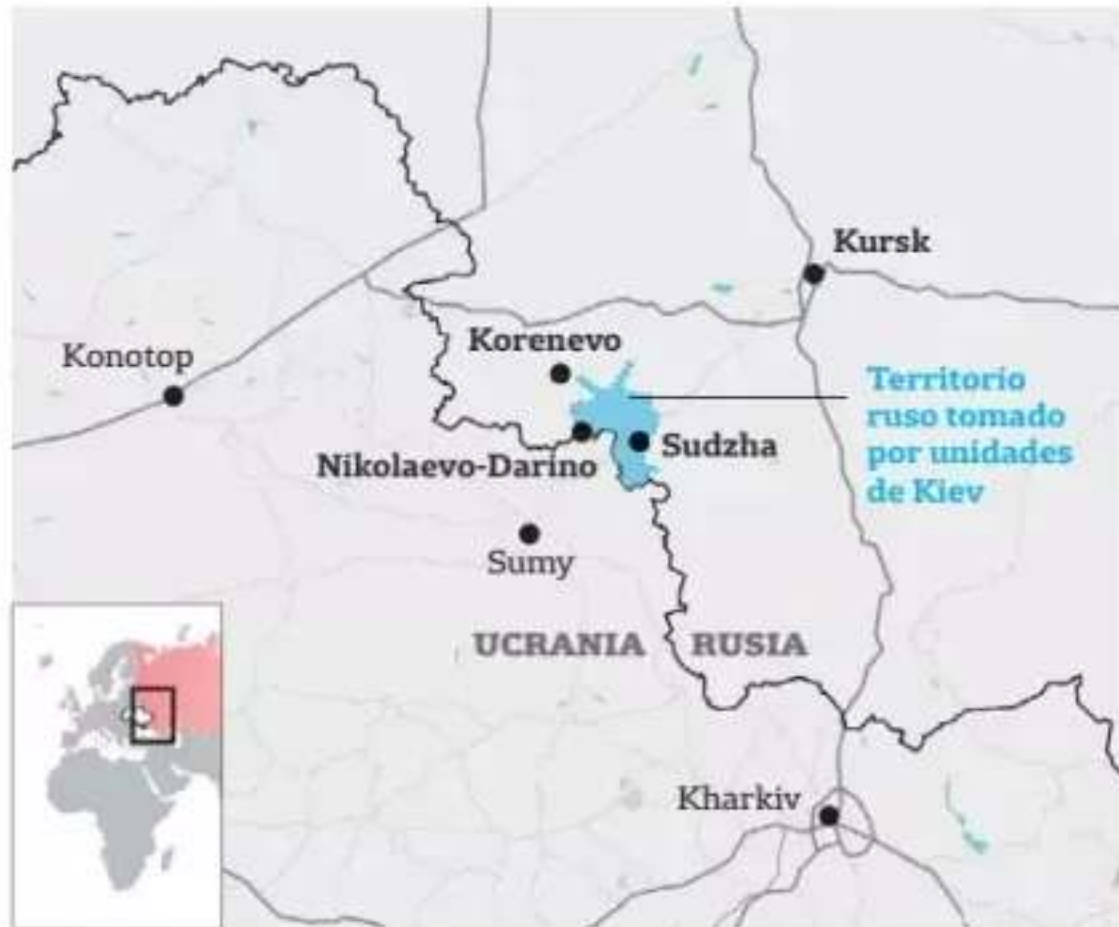 Kursk
Korenevo
Konotop
Territorio
ruso tomado
por unidades
de Kiev
Sudzha
Nikolaevo-Darino
Sumy
UCRANIA
RUSIA
Kharkiv